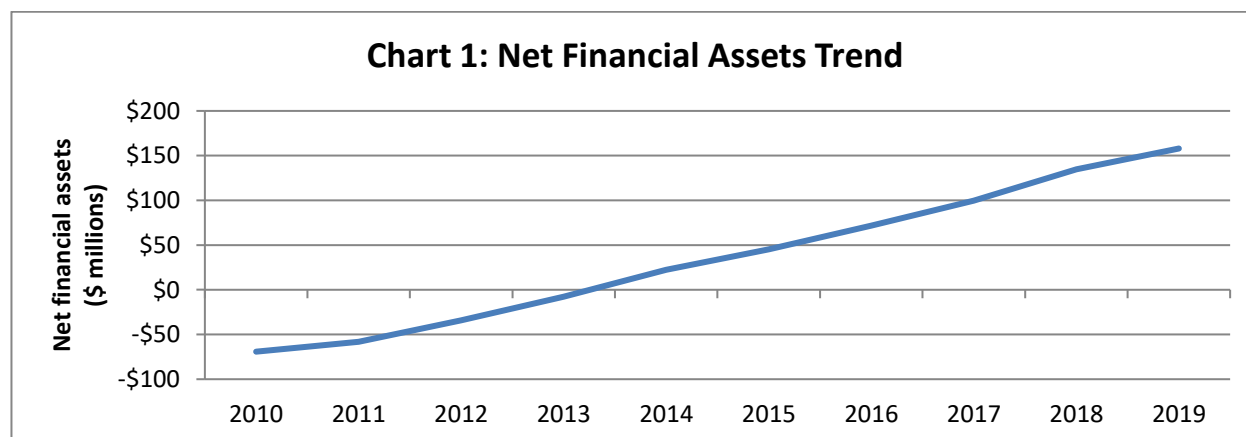 Chart 1: Net Financial Assets Trend
Net financial assets
($ millions)
$200
$150
$100
$50
$0
-$50
-$100
2010 2011 2012 2013 2014 2015 2016 2017 2018 2019